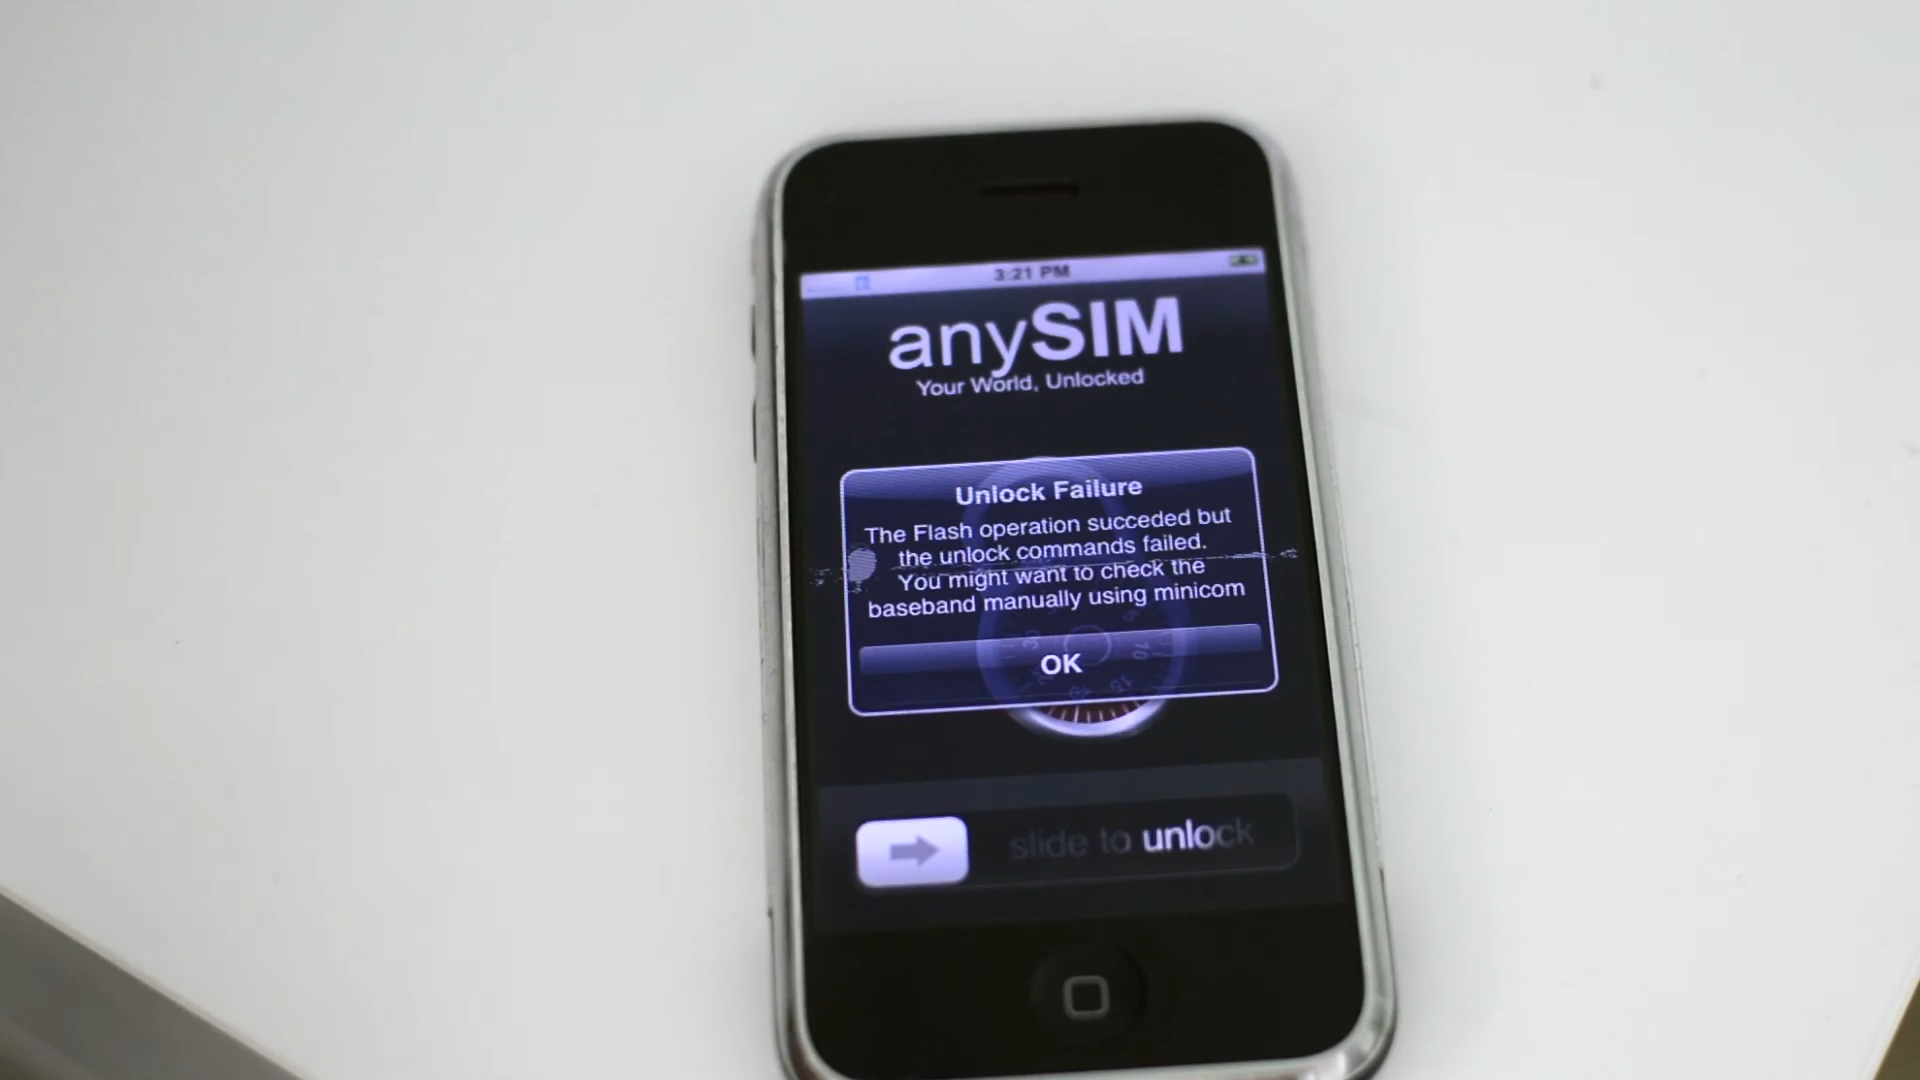 3:21 PM
anySIM
Your World, Unlocked
Unlock Failure
The Flash operation succeded but
the unlock commands failed.
You might want to check the
baseband manually using minicom
OK
slide to unlock